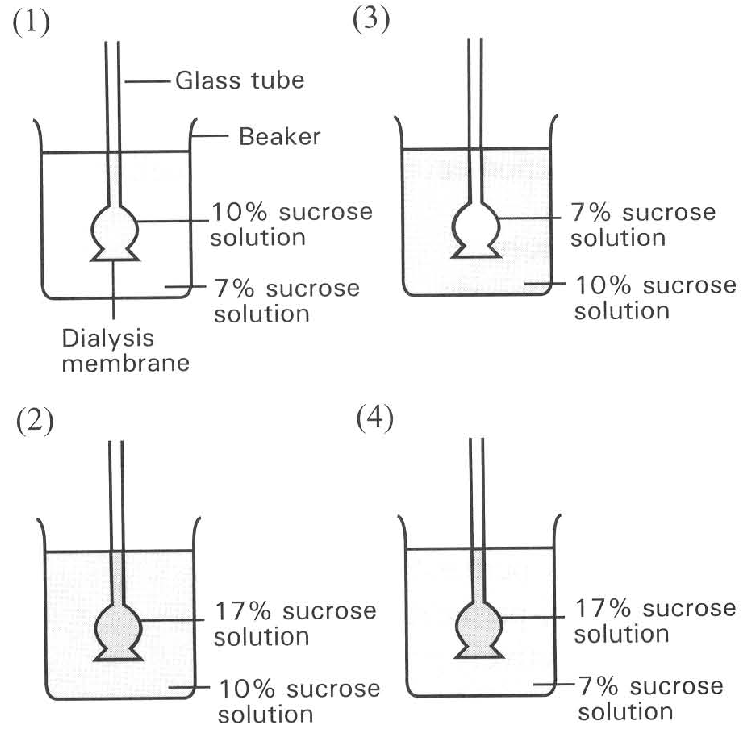 (1)
Glass tube
Beaker
10% sucrose
solution
7% sucrose
solution
Dialysis
membrane
(3)
7% sucrose
solution
10% sucrose
solution
(2)
17% sucrose
solution
10% sucrose
solution
(4)
17% sucrose
solution
7% sucrose
solution